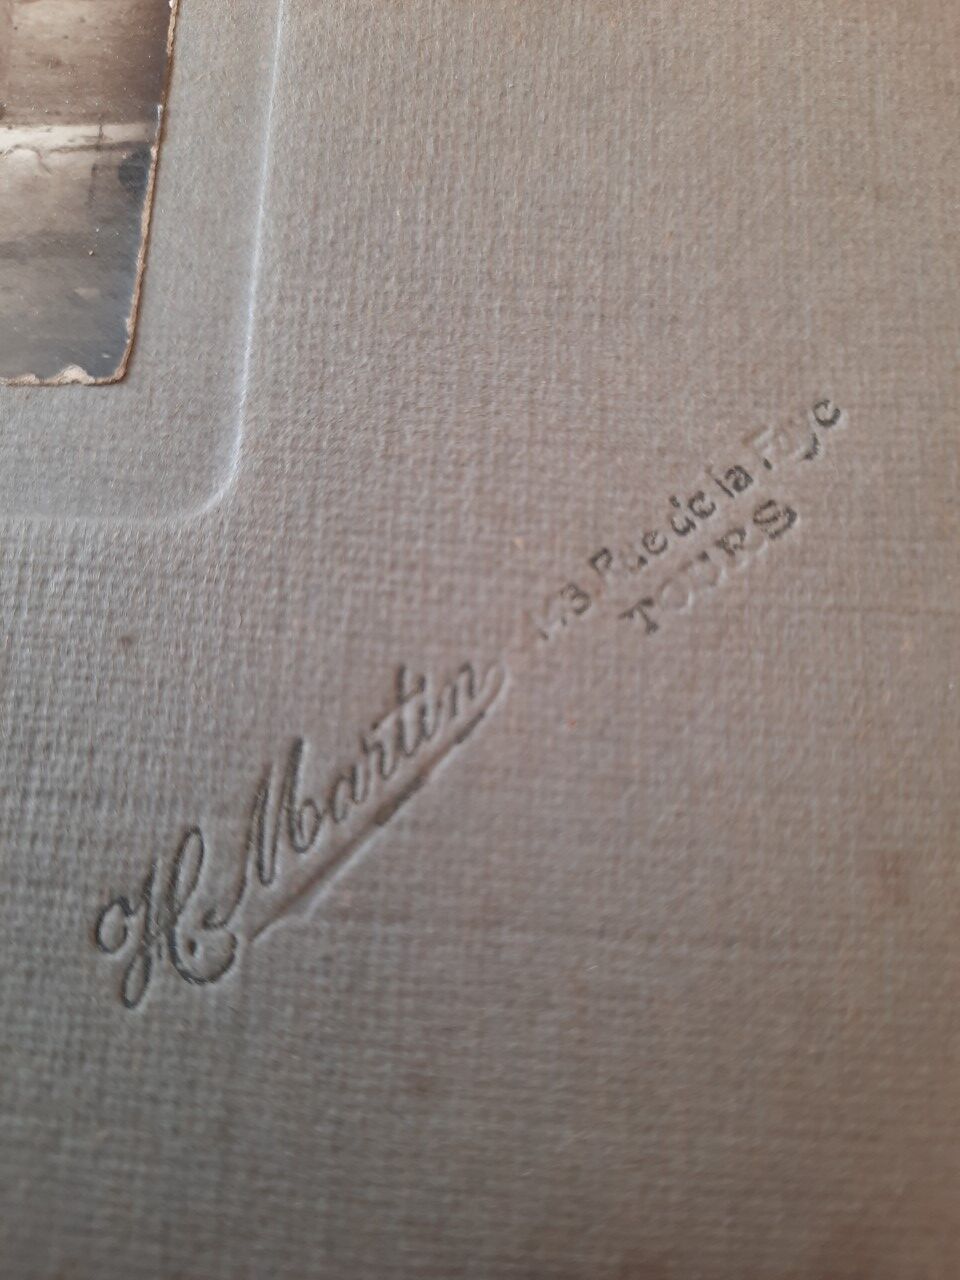 H. Martin
Rue de la
TOURS